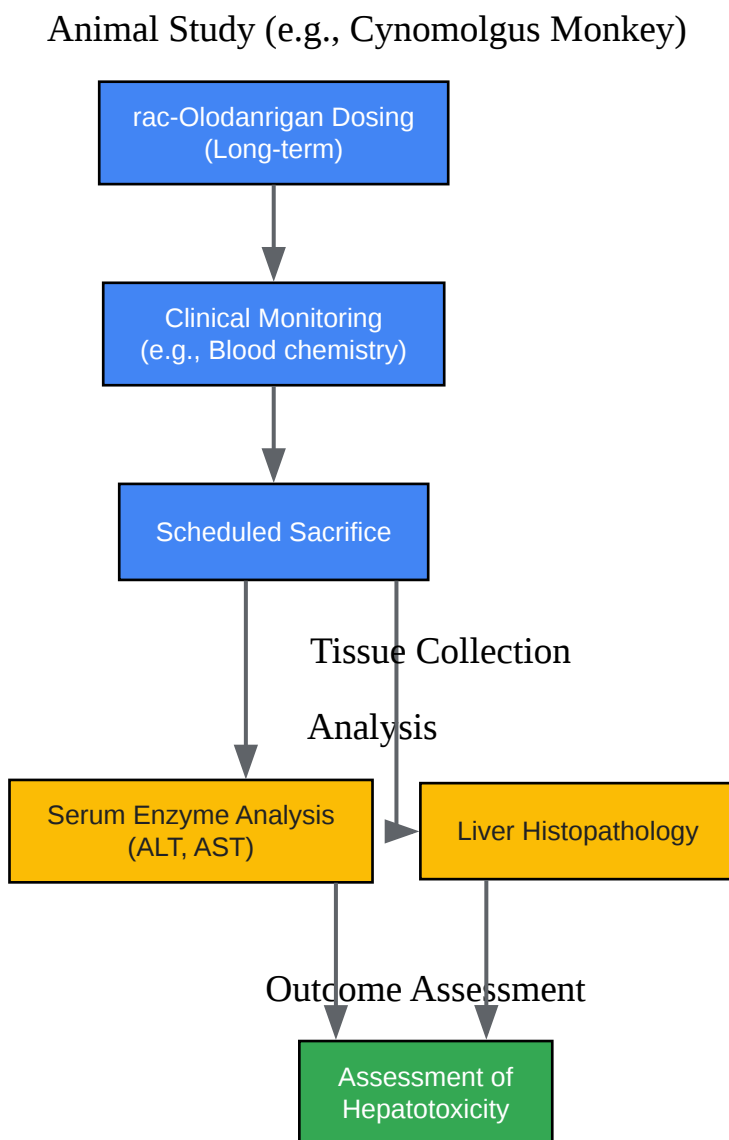 Animal Study (e.g., Cynomolgus Monkey)
rac-Olodanrigan Dosing
(Long-term)
Clinical Monitoring
(e.g., Blood chemistry)
Scheduled Sacrifice
Tissue Collection
Analysis
Serum Enzyme Analysis
(ALT, AST)
Liver Histopathology
Outcome Assessment
Assessment of
Hepatotoxicity